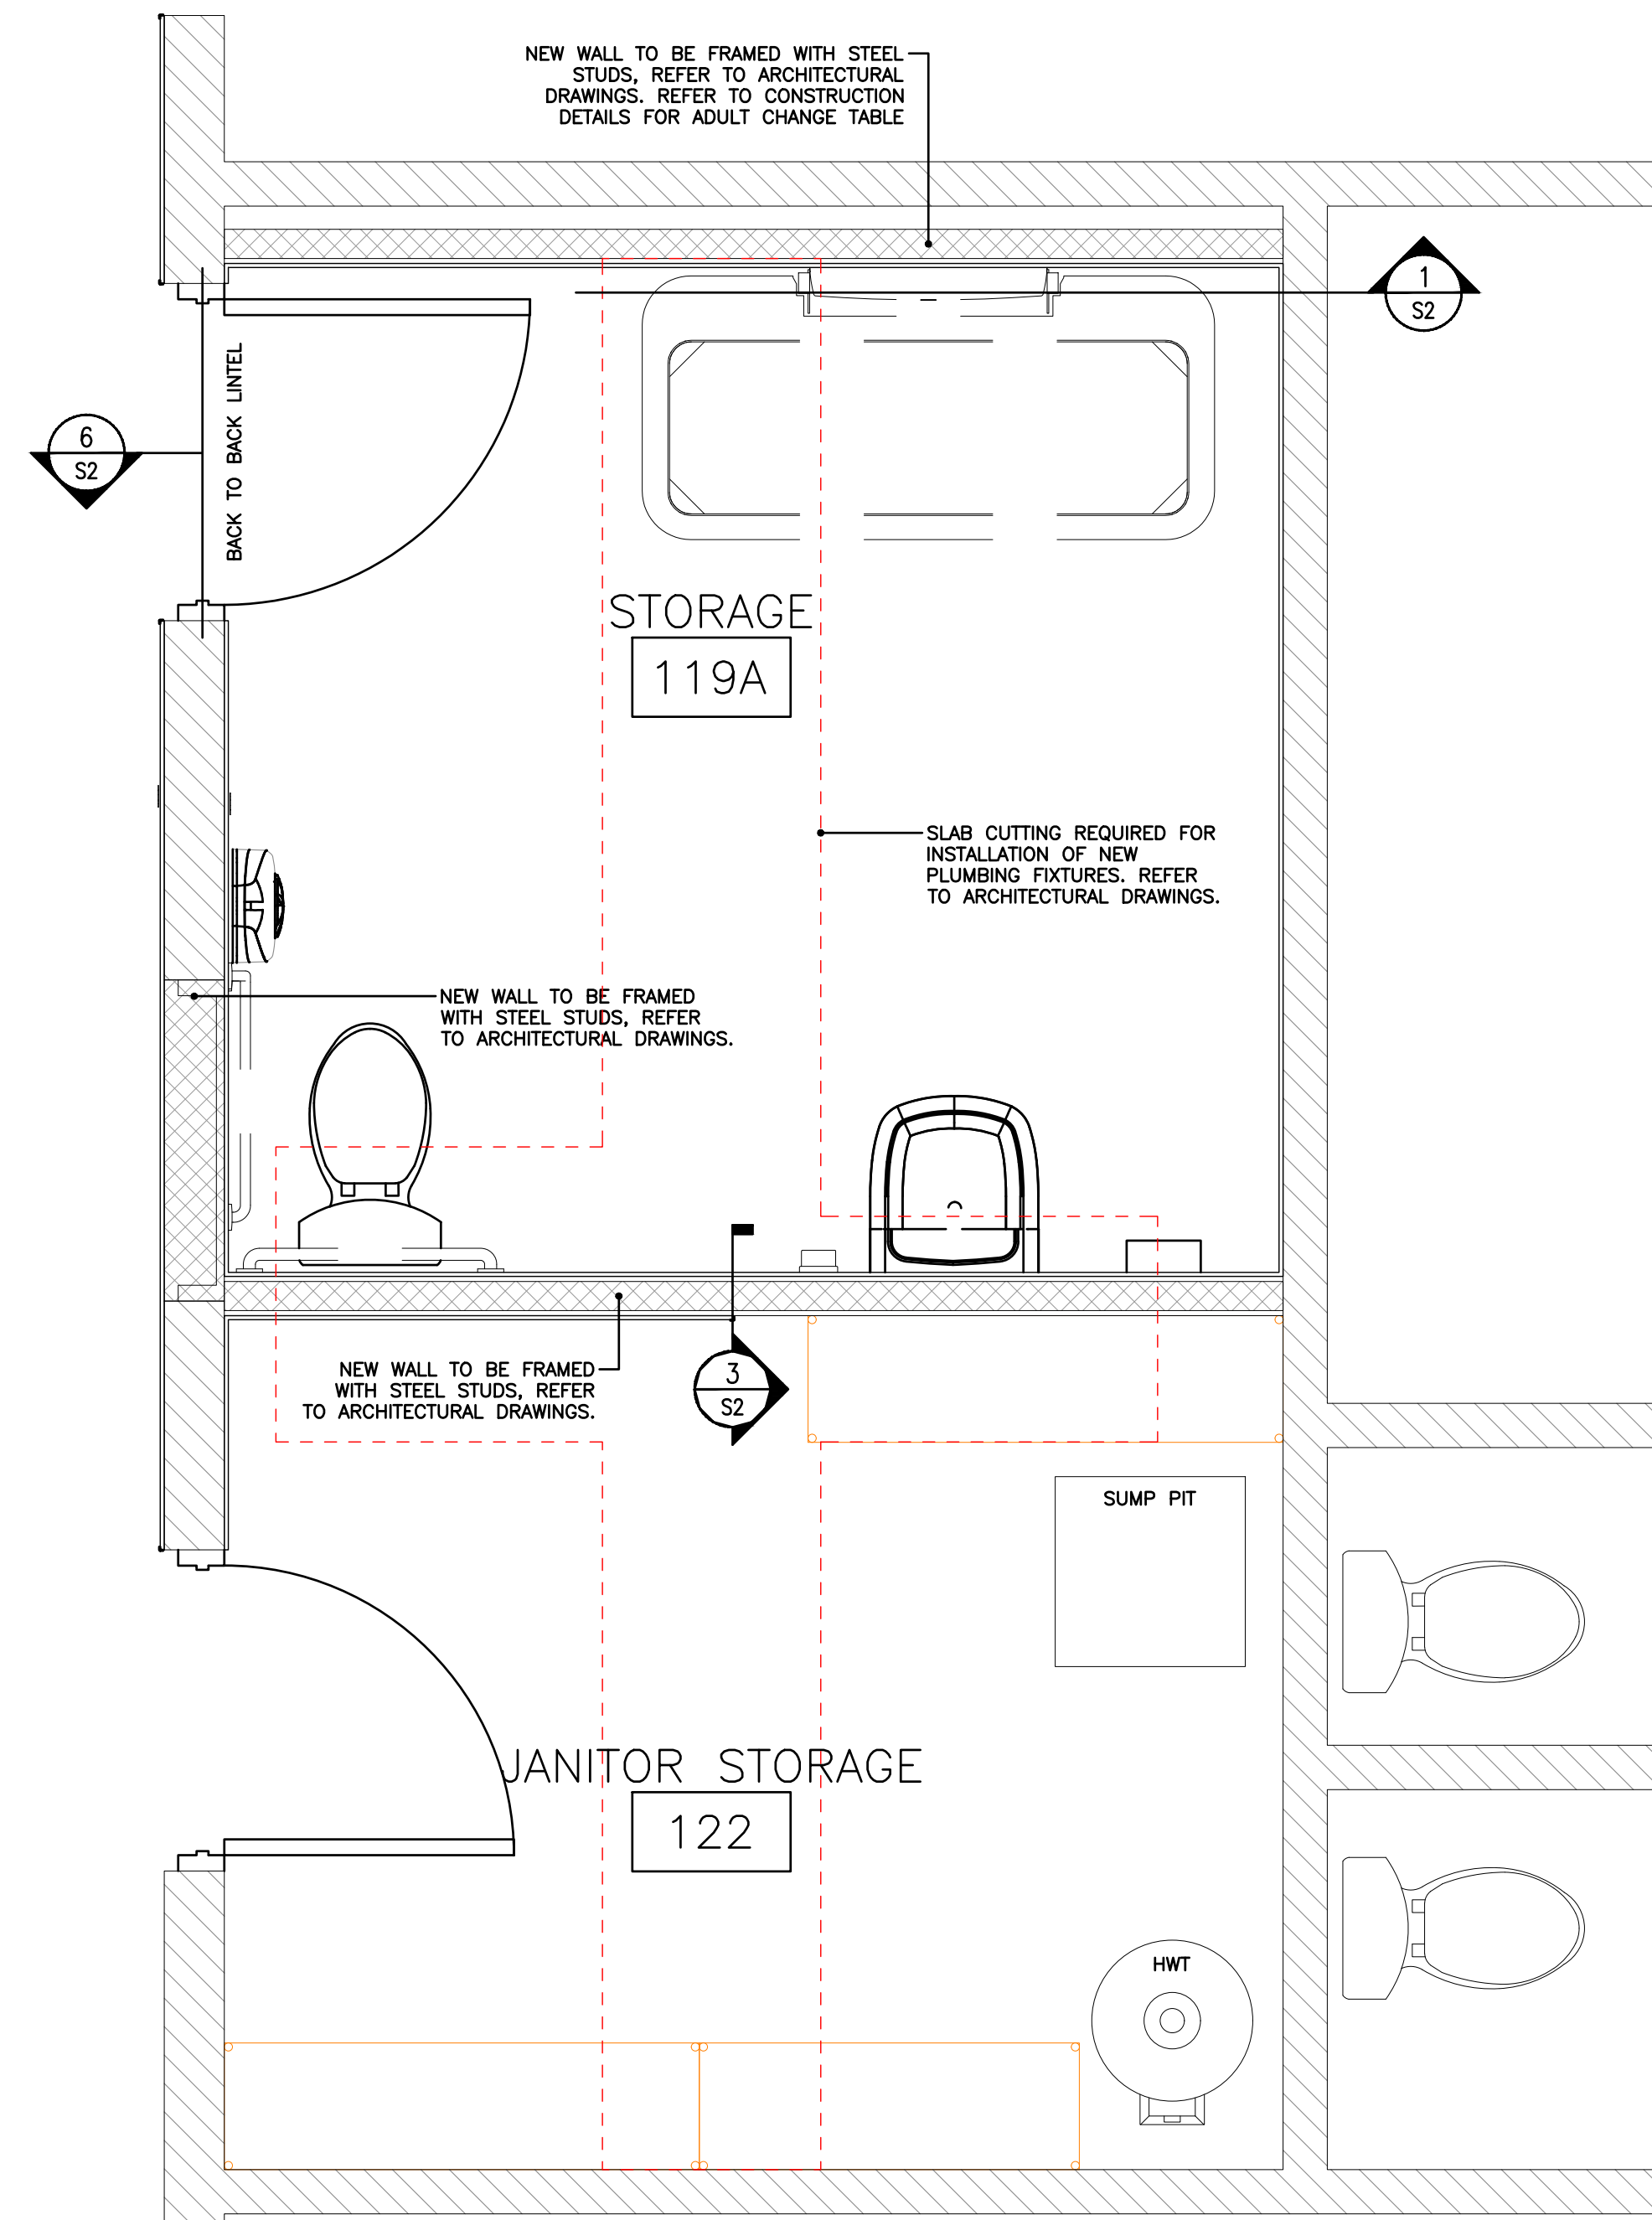 NEW WALL TO BE FRAMED WITH STEEL
STUDS, REFER TO ARCHITECTURAL
DRAWINGS. REFER TO CONSTRUCTION
DETAILS FOR ADULT CHANGE TABLE
1
S2
BACK TO BACK LINTEL
6
S2
STORAGE
119A
SLAB CUTTING REQUIRED FOR
INSTALLATION OF NEW
PLUMBING FIXTURES. REFER
TO ARCHITECTURAL DRAWINGS.
NEW WALL TO BE FRAMED
WITH STEEL STUDS, REFER
TO ARCHITECTURAL DRAWINGS.
NEW WALL TO BE FRAMED
WITH STEEL STUDS, REFER
TO ARCHITECTURAL DRAWINGS.
3
S2
SUMP PIT
JANITOR STORAGE
122
HWT